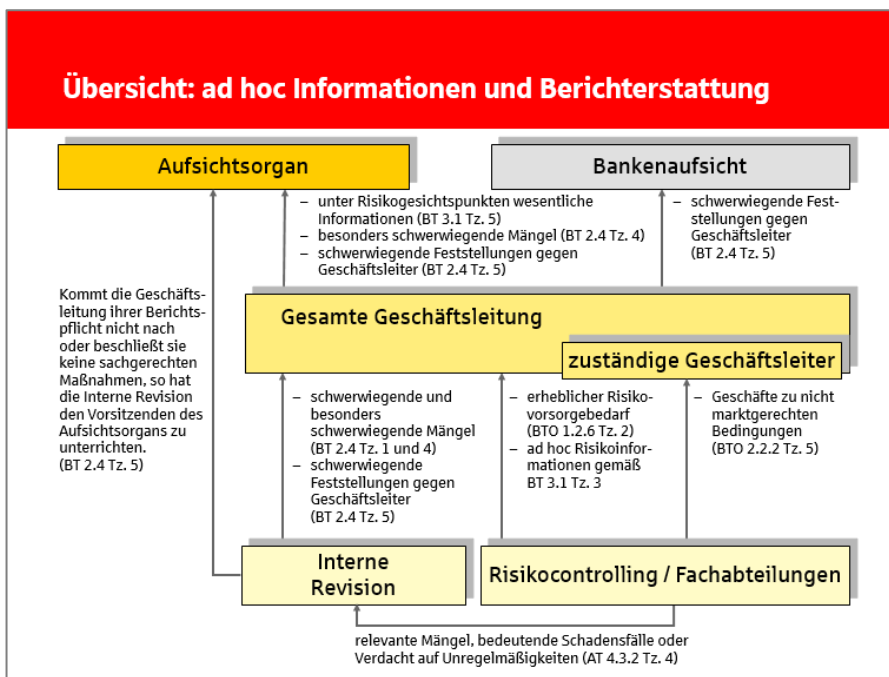 Übersicht: ad hoc Informationen und Berichterstattung
Aufsichtsorgan
Bankenaufsicht
– unter Risikogesichtspunkten wesentliche
Informationen (BT 3.1 Tz. 5)
– besonders schwerwiegende Mängel (BT 2.4 Tz. 4)
– schwerwiegende Feststellungen gegen
Geschäftsleiter (BT 2.4 Tz. 5)
– schwerwiegende Fest-
stellungen gegen
Geschäftsleiter
(BT 2.4 Tz. 5)
Kommt die Geschäfts-
leitung ihrer Berichts-
pflicht nicht nach
oder beschließt sie
keine sachgerechten
Maßnahmen, so hat
die Interne Revision
den Vorsitzenden des
Aufsichtsorgans zu
unterrichten.
(BT 2.4 Tz. 5)
Gesamte Geschäftsleitung
zuständige Geschäftsleiter
– schwerwiegende und
besonders
schwerwiegende Mängel
(BT 2.4 Tz. 1 und 4)
– schwerwiegende
Feststellungen gegen
Geschäftsleiter
(BT 2.4 Tz. 5)
– erheblicher Risiko-
vorsorgebedarf
(BTO 1.2.6 Tz. 2)
– ad hoc Risikoinfor-
mationen gemäß
BT 3.1 Tz. 3
– Geschäfte zu nicht
marktgerechten
Bedingungen
(BTO 2.2.2 Tz. 5)
Interne
Revision
Risikocontrolling / Fachabteilungen
relevante Mängel, bedeutende Schadensfälle oder
Verdacht auf Unregelmäßigkeiten (AT 4.3.2 Tz. 4)